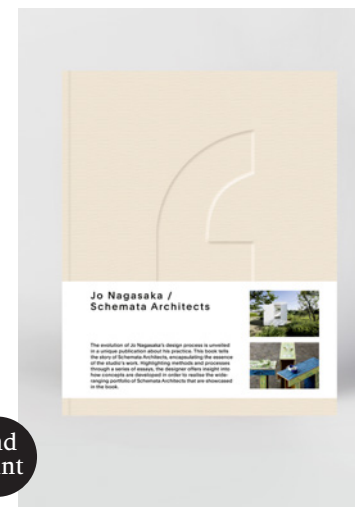 Jo Nagasaka /
Schemata Architects
The evolution of Jo Nagasaka's design process is unveiled
in a unique publication about his practice. This book tells
the story of Schemata Architects, encapsulating the essence
of the studio's work. Highlighting methods and processes
through a series of essays, the designer offers insight into
how concepts are developed in order to realise the wide-
ranging portfolio of Schemata Architects that are showcased
in the book.